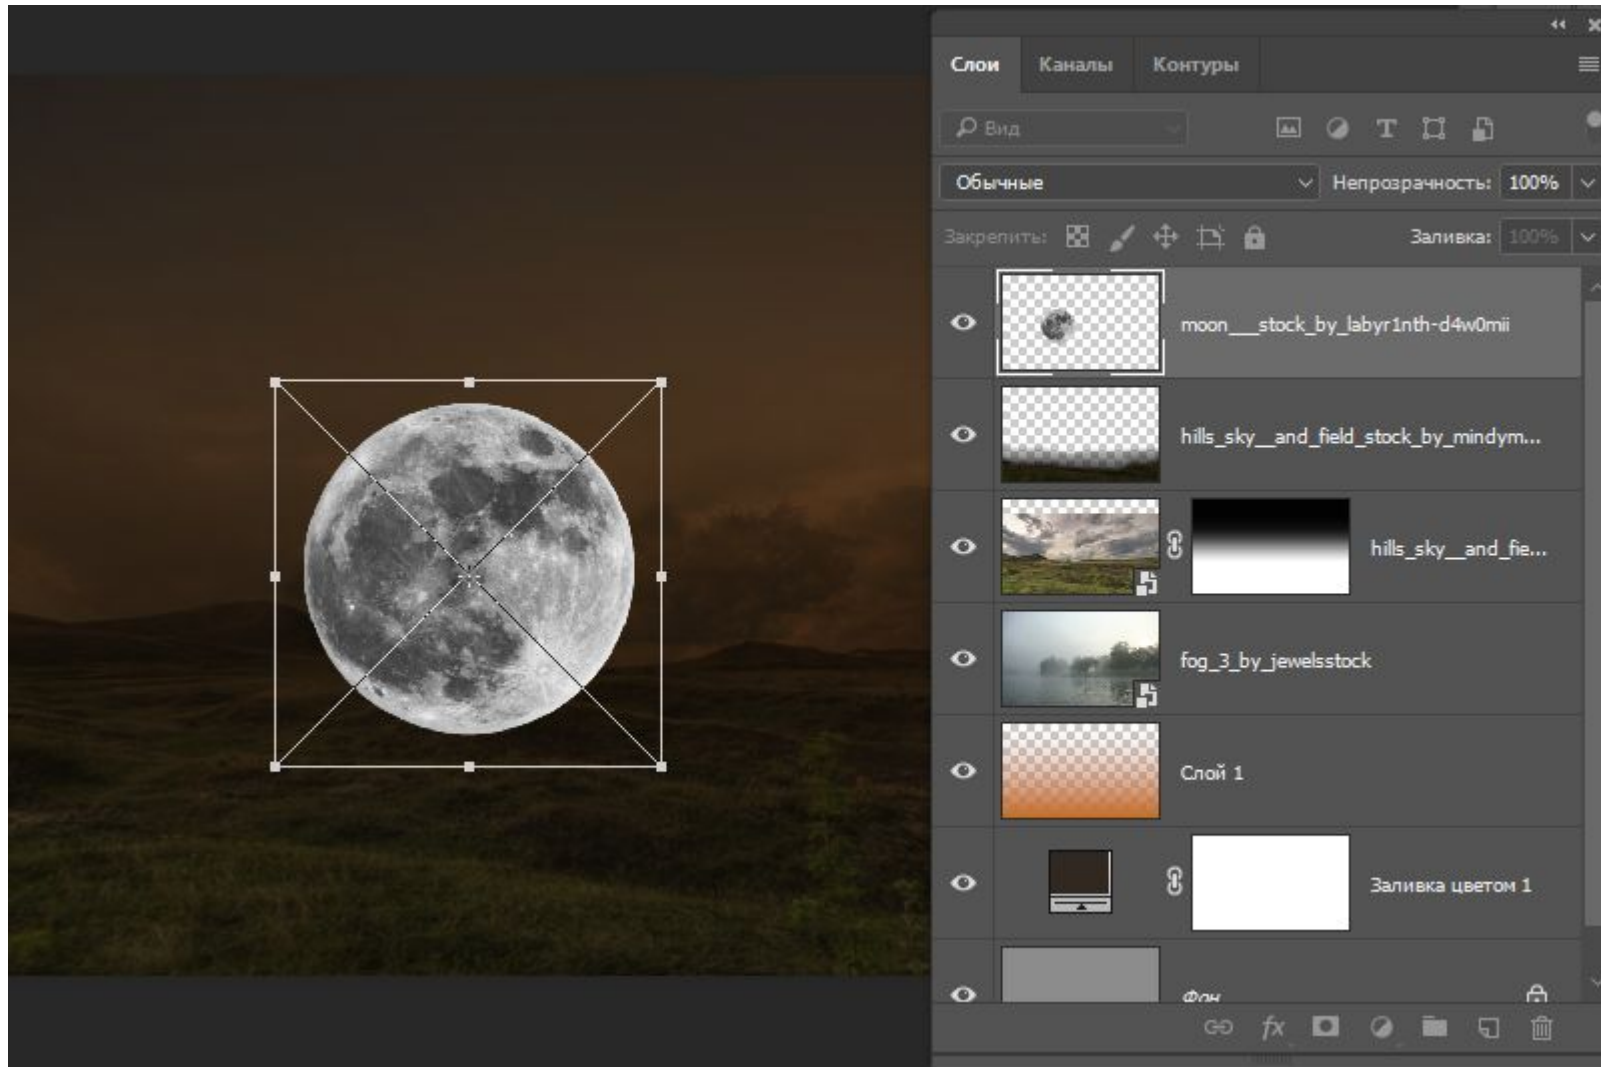 Слои Каналы Контуры
Вид
Обычные Непрозрачность: 100%
Закрепить: Заливка: 100%
moon___stock_by_labyr1nth-d4w0mii
hills_sky__and_field_stock_by_mindym...
hills_sky__and_fie...
fog_3_by_jewelsstock
Слой 1
Заливка цветом 1
Фон
fx